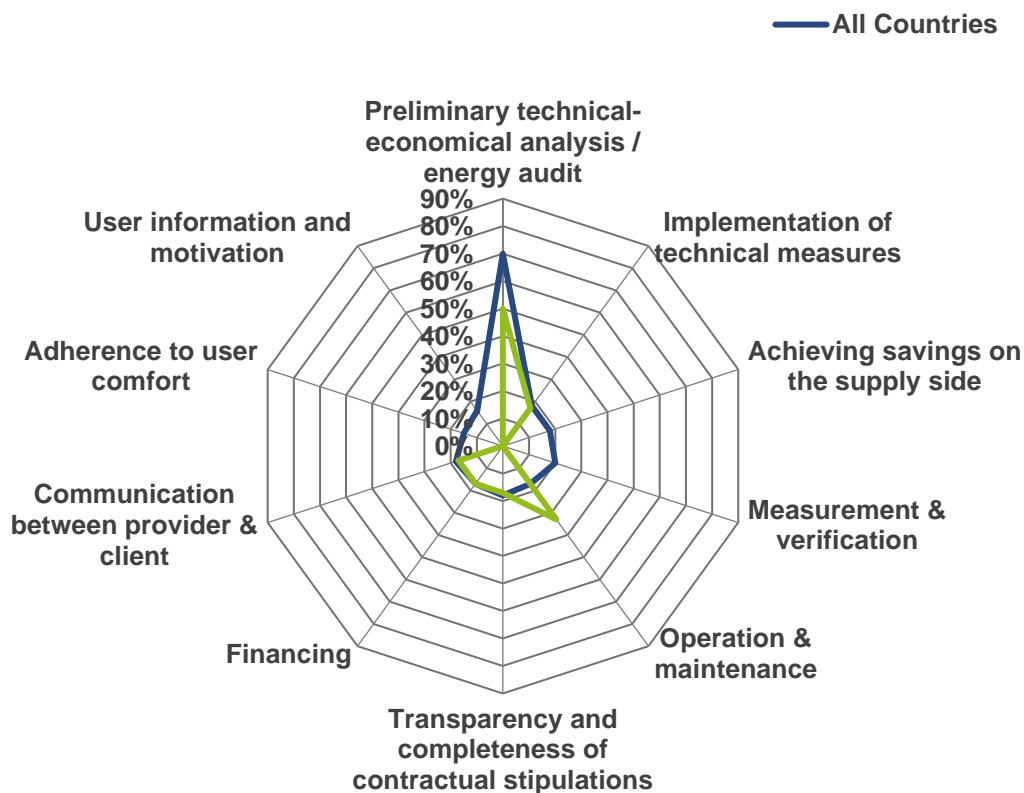 All Countries
Preliminary technical-
economical analysis /
energy audit
90%
80%
70%
60%
50%
40%
30%
20%
10%
0%
Implementation of
technical measures
Achieving savings on
the supply side
Measurement &
verification
Operation &
maintenance
Transparency and
completeness of
contractual stipulations
Financing
Communication
between provider &
client
Adherence to user
comfort
User information and
motivation